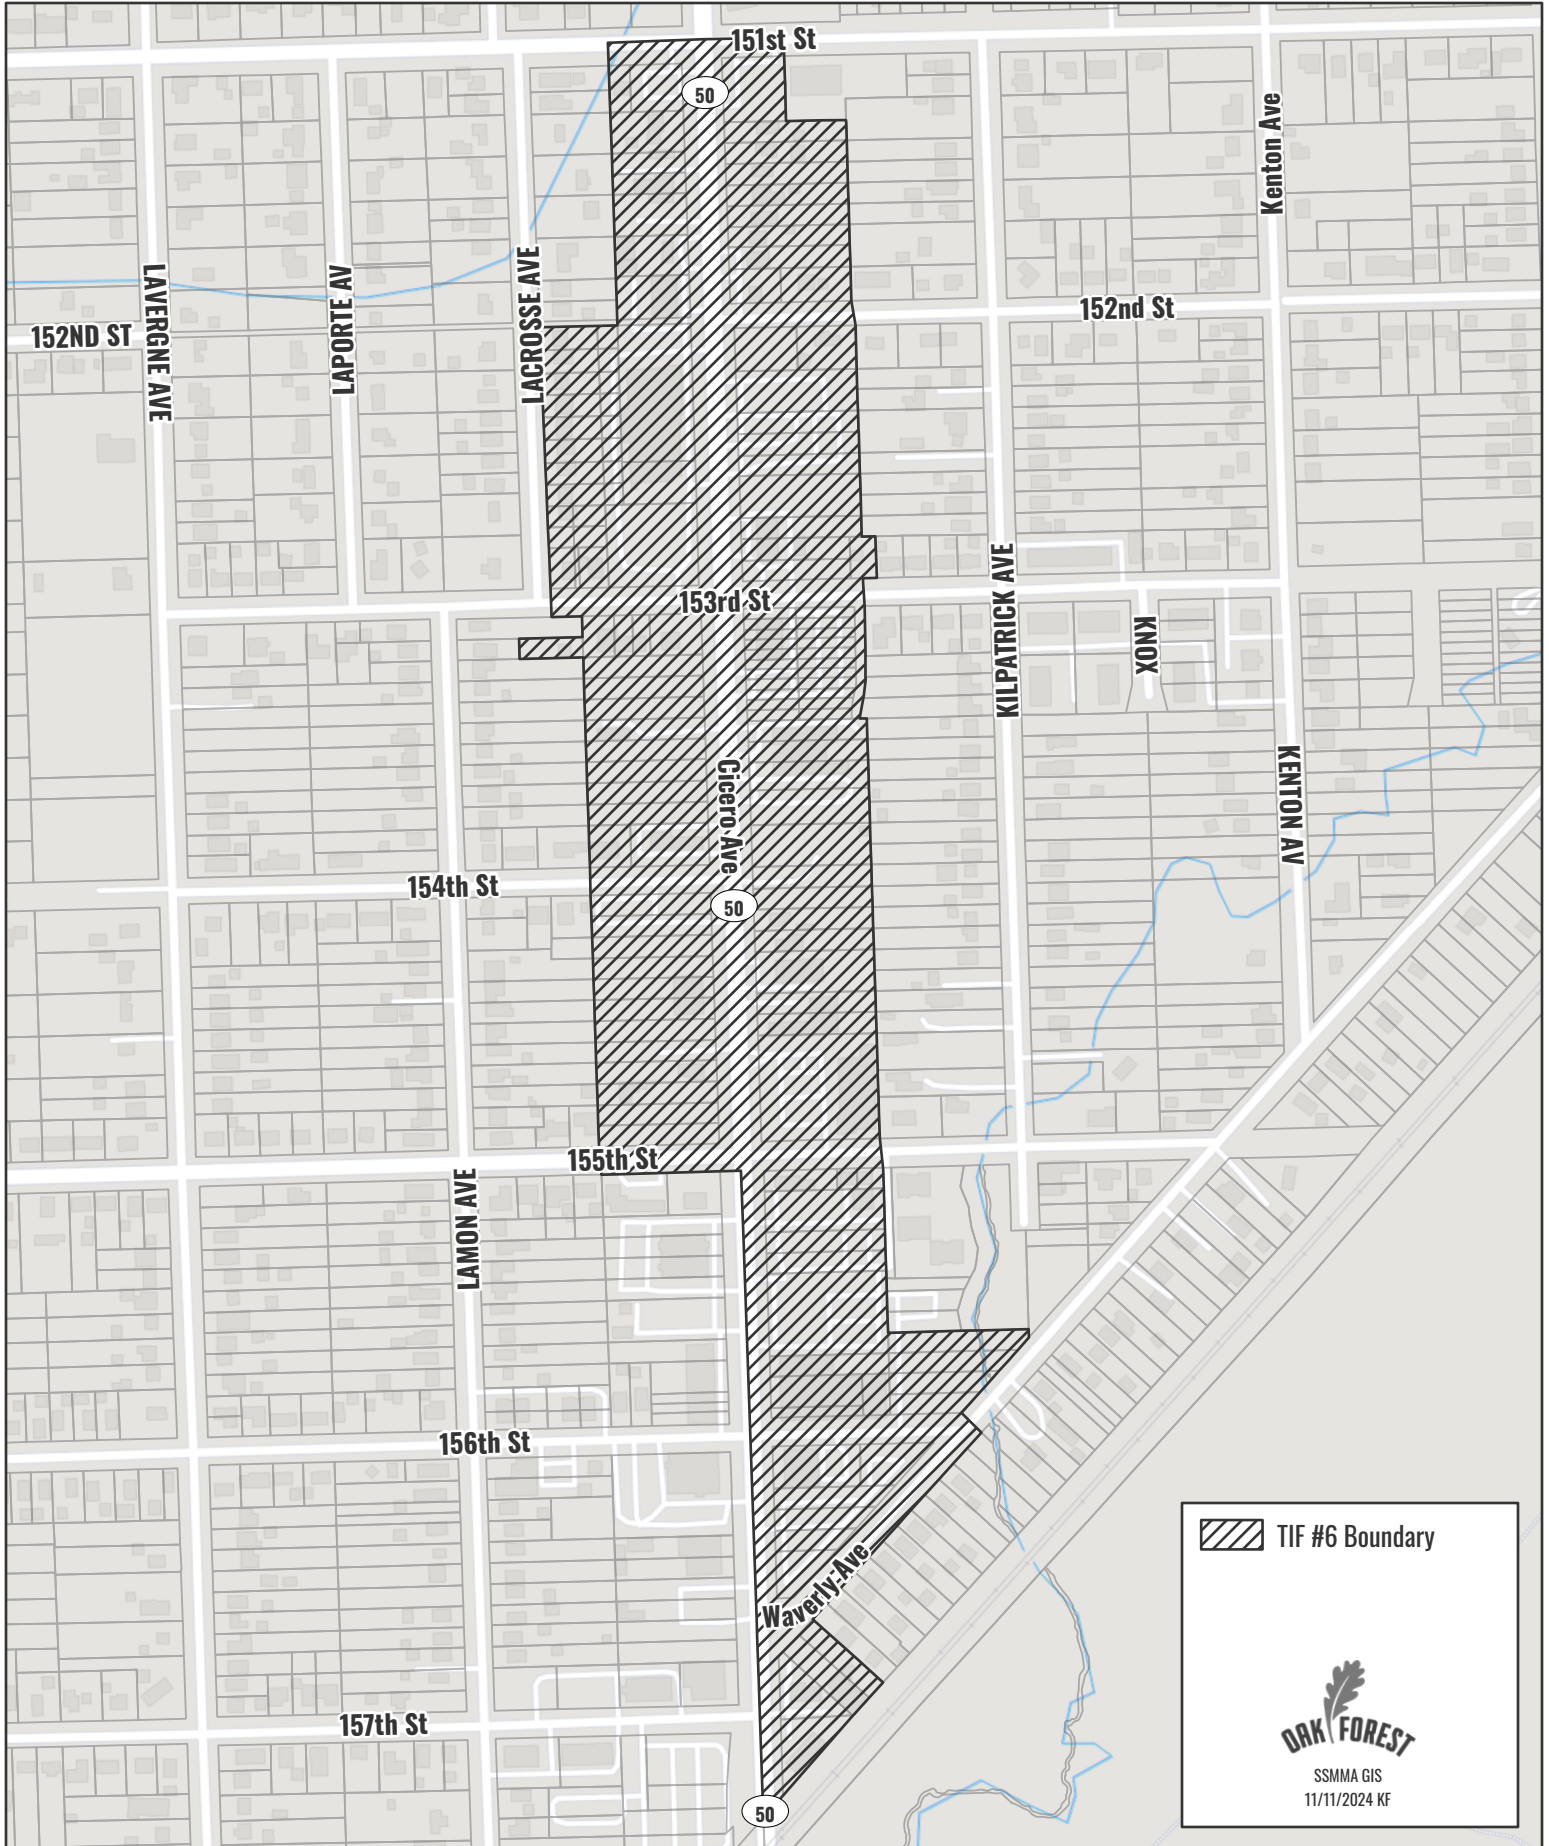 151st St
50
Kenton Ave
LAVERGNE AVE
LAPORTE AV
LACROSSE AVE
152ND ST
152nd St
153rd St
KILPATRICK AVE
KNOX
Cicero Ave
KENTON AV
154th St
50
155th St
LAMON AVE
156th St
Waverly Ave
157th St
50
TIF #6 Boundary
OAK FOREST
SSMMA GIS
11/11/2024 KF